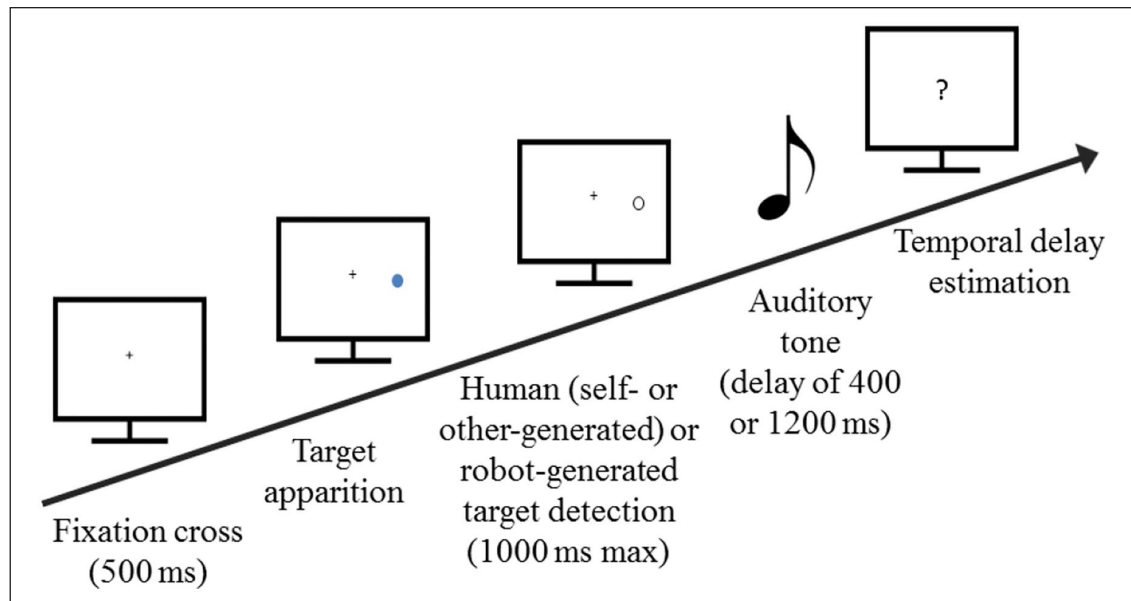 Fixation cross
(500 ms)
Target
apparition
Human (self- or
other-generated) or
robot-generated
target detection
(1000 ms max)
Auditory
tone
(delay of 400
or 1200 ms)
?
Temporal delay
estimation